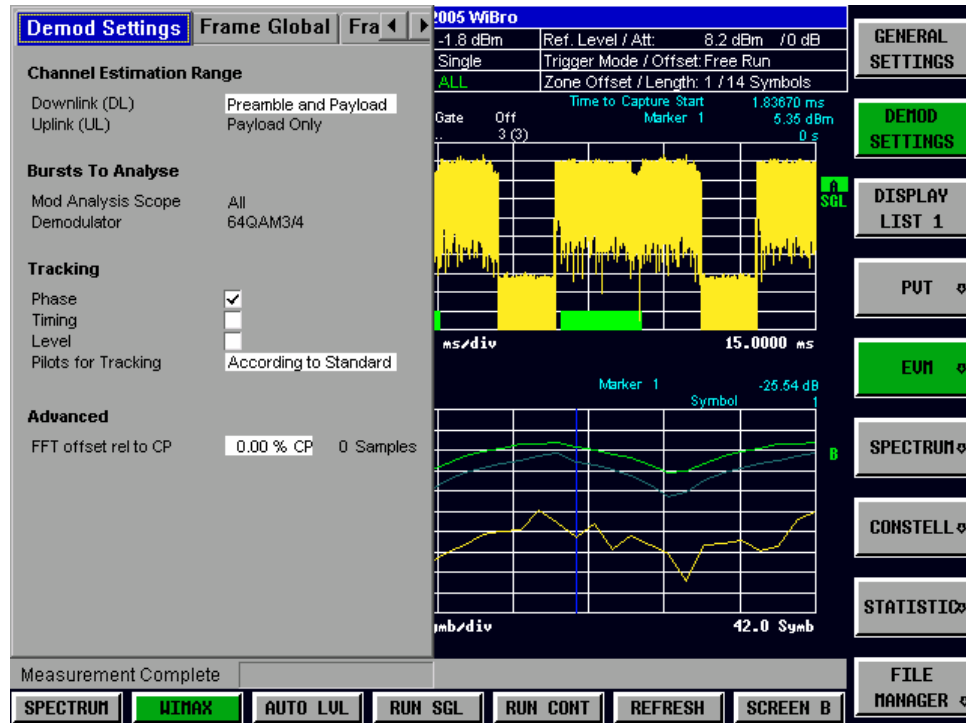 Demod Settings Frame Global Fra
Channel Estimation Range
Downlink (DL) Preamble and Payload
Uplink (UL) Payload Only
Bursts To Analyse
Mod Analysis Scope All
Demodulator 64QAM3/4
Tracking
Phase
Timing
Level
Pilots for Tracking According to Standard
Advanced
FFT offset rel to CP 0.00 % CP 0 Samples
2005 WiBro
-1.8 dBm Ref. Level / Att: 8.2 dBm /0 dB
Single Trigger Mode / Offset: Free Run
ALL Zone Offset / Length: 1 / 14 Symbols
Time to Capture Start 1.83670 ms
Gate Off Marker 1 5.35 dBm
.. 3 (3) 0 s
A
SGL
ms/div 15.0000 ms
Marker 1 -25.54 dB
Symbol 1
B
ymb/div 42.0 Symb
Measurement Complete
GENERAL
SETTINGS
DEMOD
SETTINGS
DISPLAY
LIST 1
PVT
EVM
SPECTRUM
CONSTELL
STATISTIC
FILE
MANAGER
SPECTRUM WIMAX AUTO LVL RUN SGL RUN CONT REFRESH SCREEN B